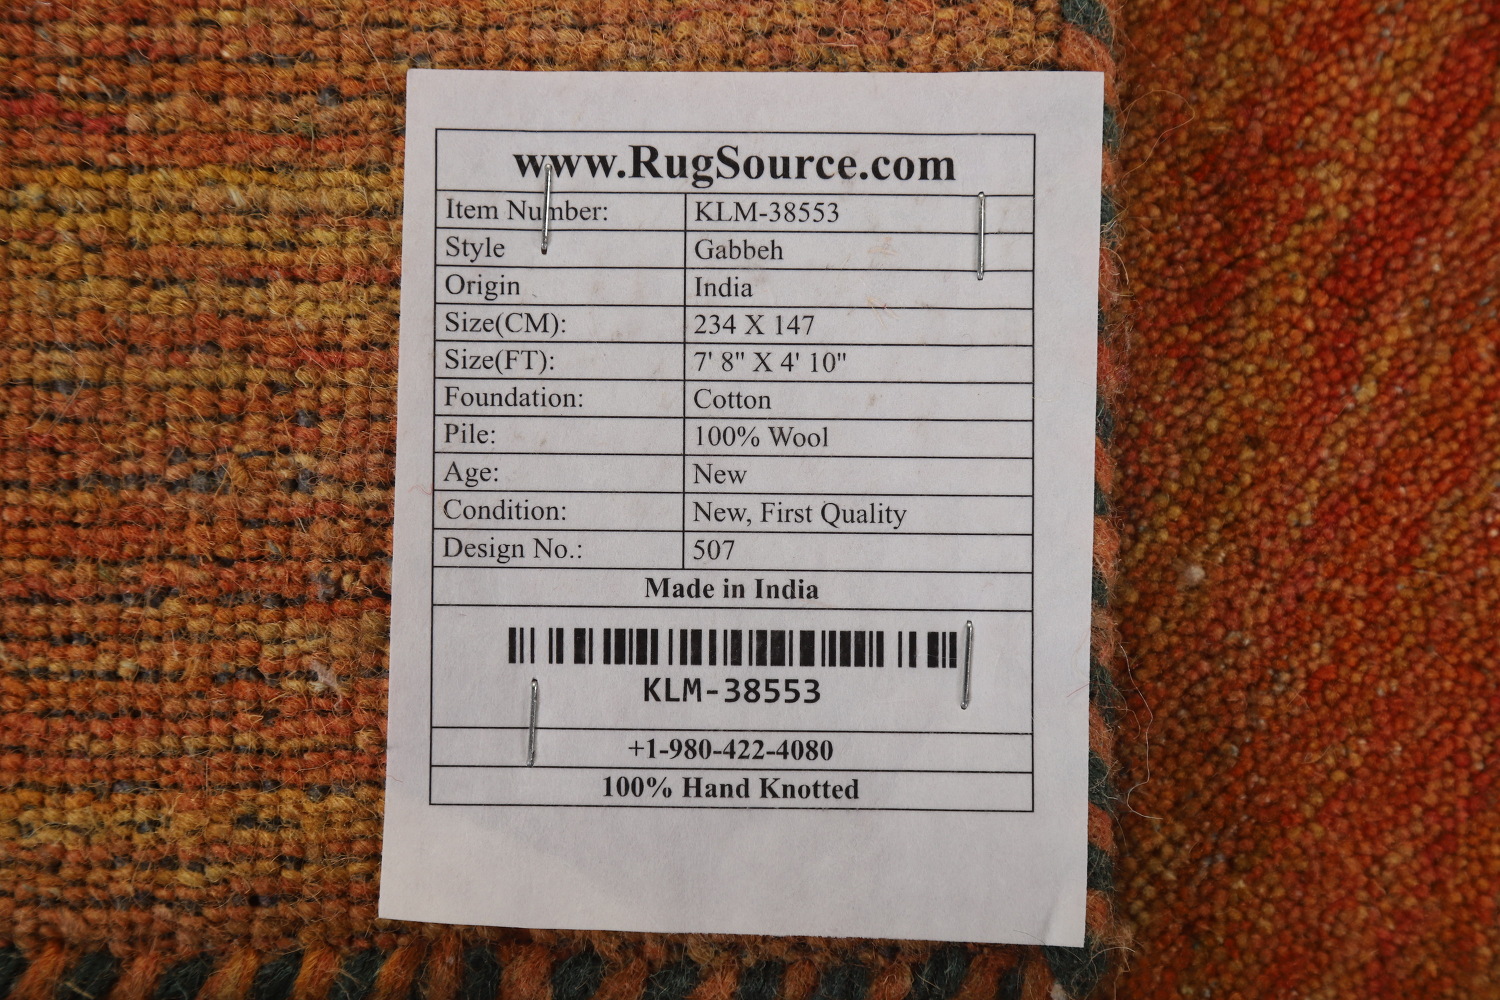 www.RugSource.com
Item Number: KLM-38553
Style Gabbeh
Origin India
Size(CM): 234 X 147
Size(FT): 7' 8" X 4' 10"
Foundation: Cotton
Pile: 100% Wool
Age: New
Condition: New, First Quality
Design No.: 507
Made in India
KLM-38553
+1-980-422-4080
100% Hand Knotted